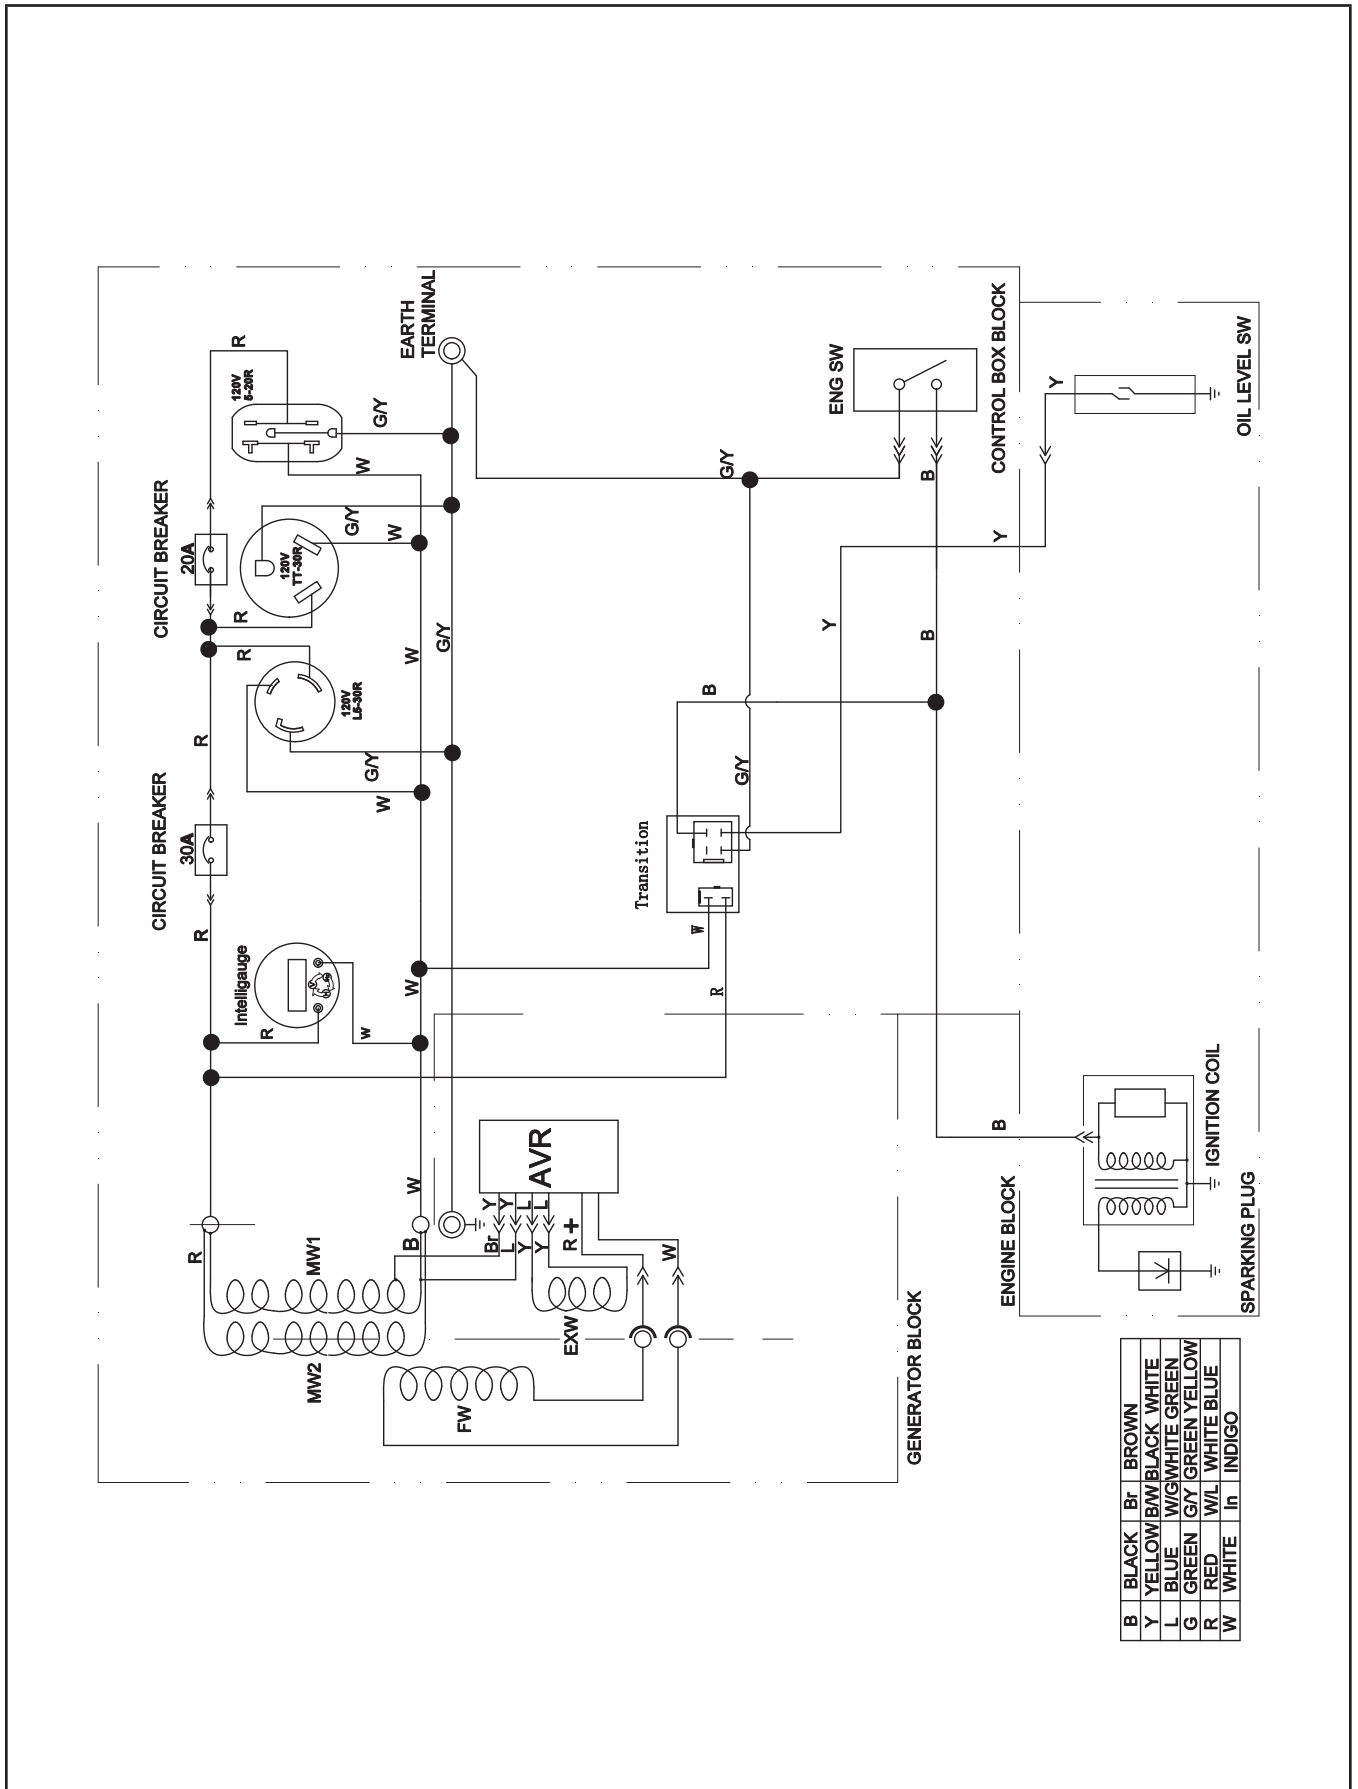 CIRCUIT BREAKER
30A
CIRCUIT BREAKER
20A
R
R
R
R
R
R
R
R
120V
5-20R
120V
TT-30R
120V
L5-30R
Intelligauge
R
w
G/Y
W
G/Y
W
G/Y
W
W
G/Y
W
W
EARTH
TERMINAL
MW1
MW2
B
FW
EXW
AVR
Y
Y
L
L
Br
L
Y
Y
R +
W
GENERATOR BLOCK
Transition
W
R
B
G/Y
G/Y
Y
B
B
ENG SW
CONTROL BOX BLOCK
Y
Y
OIL LEVEL SW
B
ENGINE BLOCK
IGNITION COIL
SPARKING PLUG
B BLACK Br BROWN
Y YELLOW B/W BLACK WHITE
L BLUE W/G WHITE GREEN
G GREEN G/Y GREEN YELLOW
R RED W/L WHITE BLUE
W WHITE In INDIGO